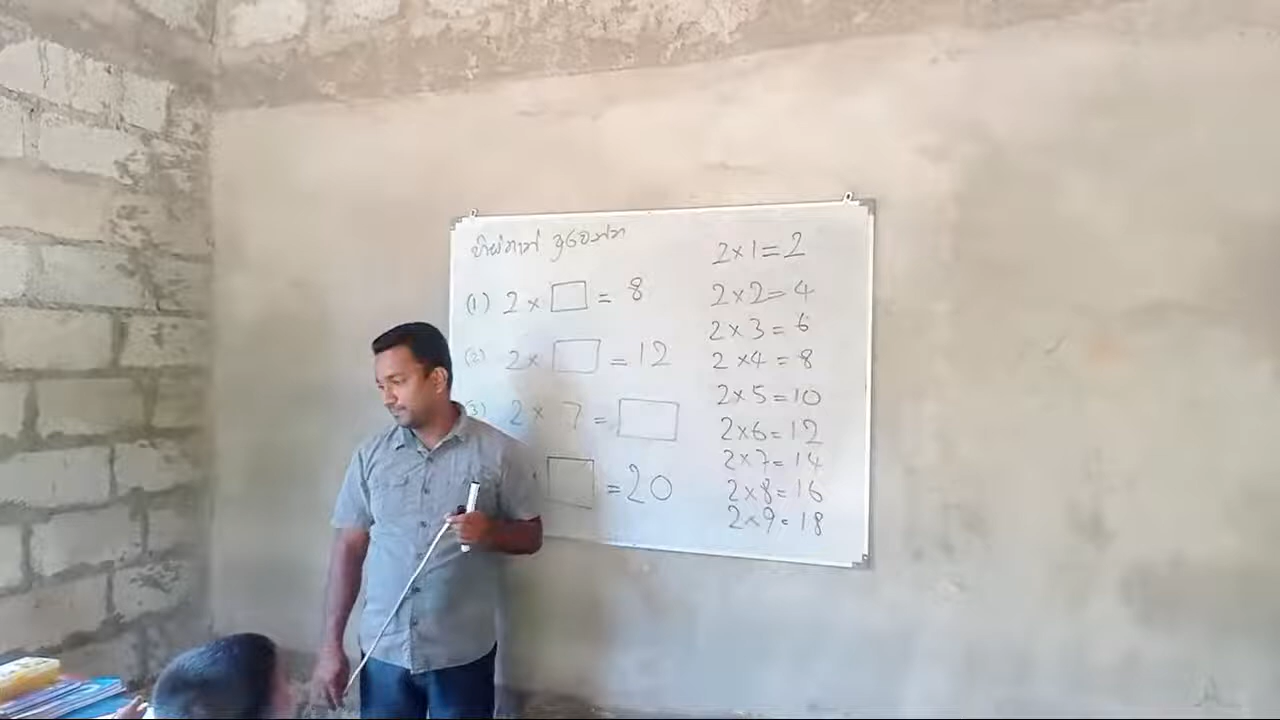 හිස්තැන් පුරවන්න
(1) 2 × □ = 8
(2) 2 × □ = 12
(3) 2 × 7 = □
□ = 20
2 × 1 = 2
2 × 2 = 4
2 × 3 = 6
2 × 4 = 8
2 × 5 = 10
2 × 6 = 12
2 × 7 = 14
2 × 8 = 16
2 × 9 = 18